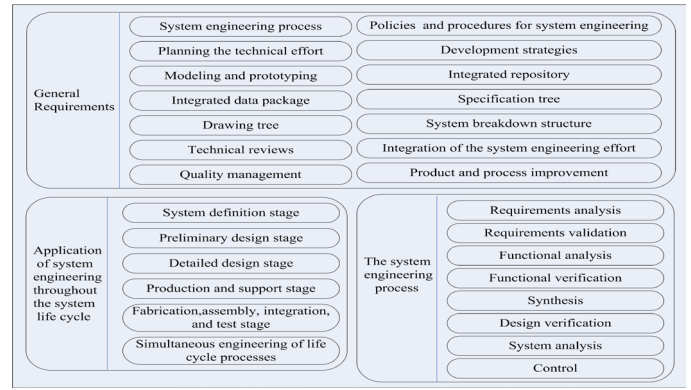 General
Requirements
System engineering process
Planning the technical effort
Modeling and prototyping
Integrated data package
Drawing tree
Technical reviews
Quality management
Policies and procedures for system engineering
Development strategies
Integrated repository
Specification tree
System breakdown structure
Integration of the system engineering effort
Product and process improvement
Application
of system
engineering
throughout
the system
life cycle
System definition stage
Preliminary design stage
Detailed design stage
Production and support stage
Fabrication,assembly, integration,
and test stage
Simultaneous engineering of life
cycle processes
The system
engineering
process
Requirements analysis
Requirements validation
Functional analysis
Functional verification
Synthesis
Design verification
System analysis
Control